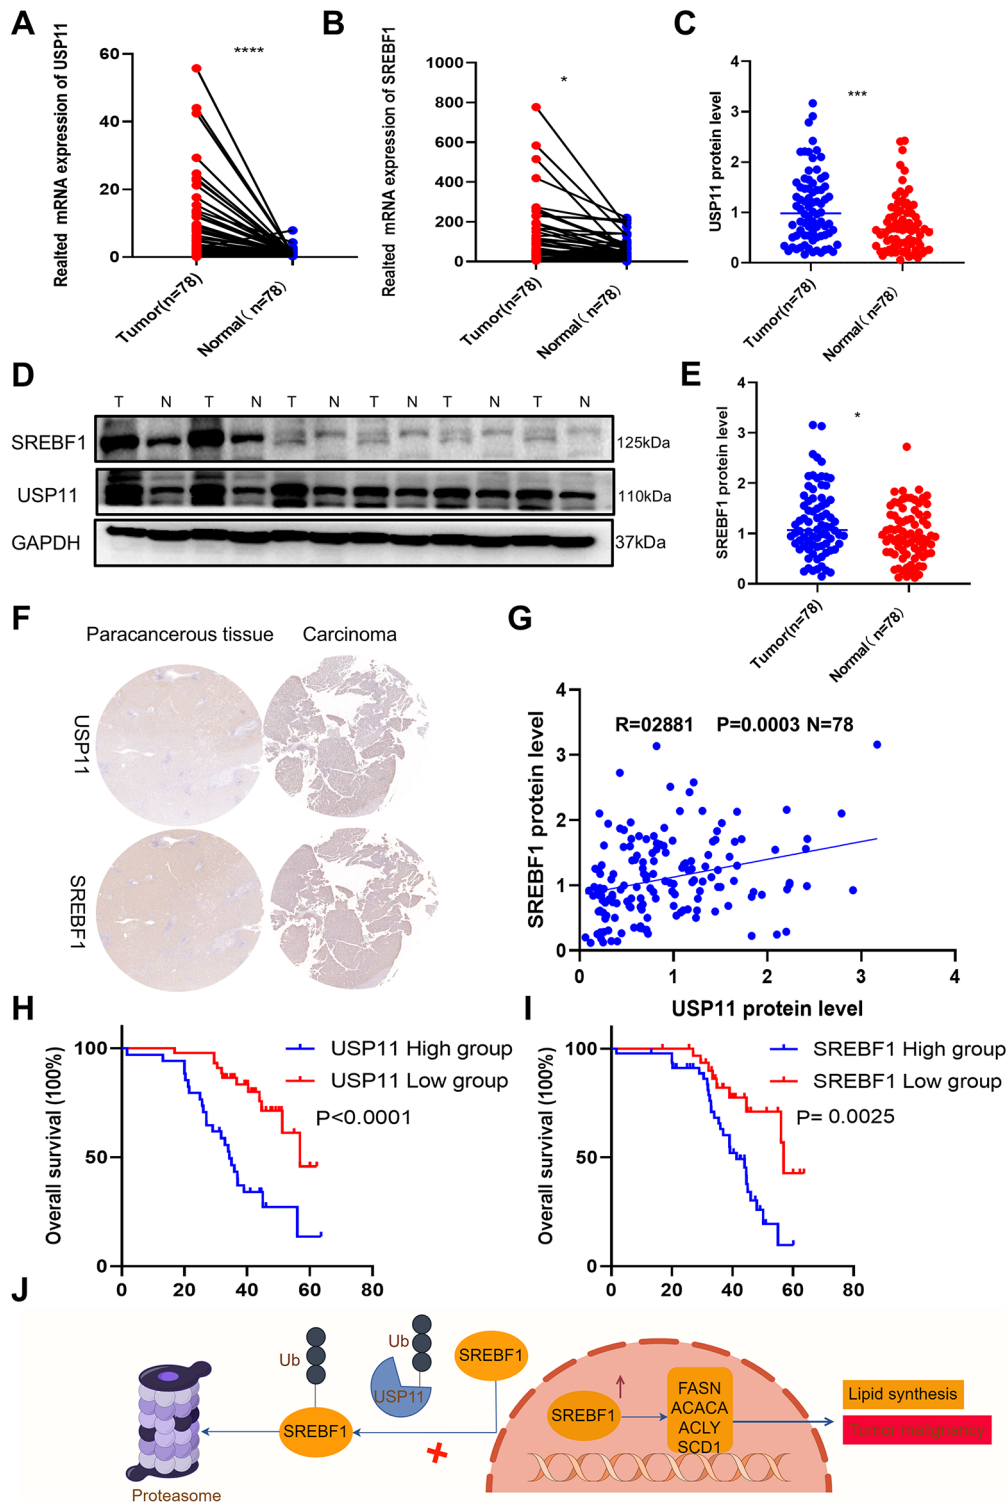 A
Realted mRNA expression of USP11
60
40
20
0
****
Tumor(n=78)
Normal( n=78)
B
Realted mRNA expression of SREBF1
1000
800
600
400
200
0
*
Tumor(n=78)
Normal( n=78)
C
USP11 protein level
4
3
2
1
0
***
Tumor(n=78)
Normal( n=78)
D
T N T N T N T N T N T N
SREBF1
125kDa
USP11
110kDa
GAPDH
37kDa
E
SREBF1 protein level
4
3
2
1
0
*
Tumor(n=78)
Normal( n=78)
F
Paracancerous tissue Carcinoma
USP11
SREBF1
G
SREBF1 protein level
4
3
2
1
0
R=02881 P=0.0003 N=78
0 1 2 3 4
USP11 protein level
H
Overall survival (100%)
100
50
0
USP11 High group
USP11 Low group
P<0.0001
0 20 40 60 80
I
Overall survival (100%)
100
50
0
SREBF1 High group
SREBF1 Low group
P= 0.0025
0 20 40 60 80
J
Proteasome
Ub
SREBF1
Ub
USP11
SREBF1
SREBF1
FASN
ACACA
ACLY
SCD1
Lipid synthesis
Tumor malignancy